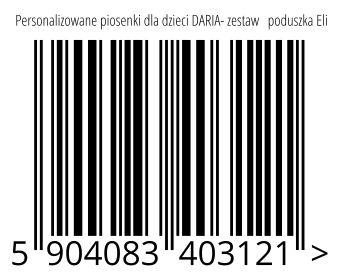 Personalizowane piosenki dla dzieci DARIA- zestaw poduszka Eli
5 904083 403121 >